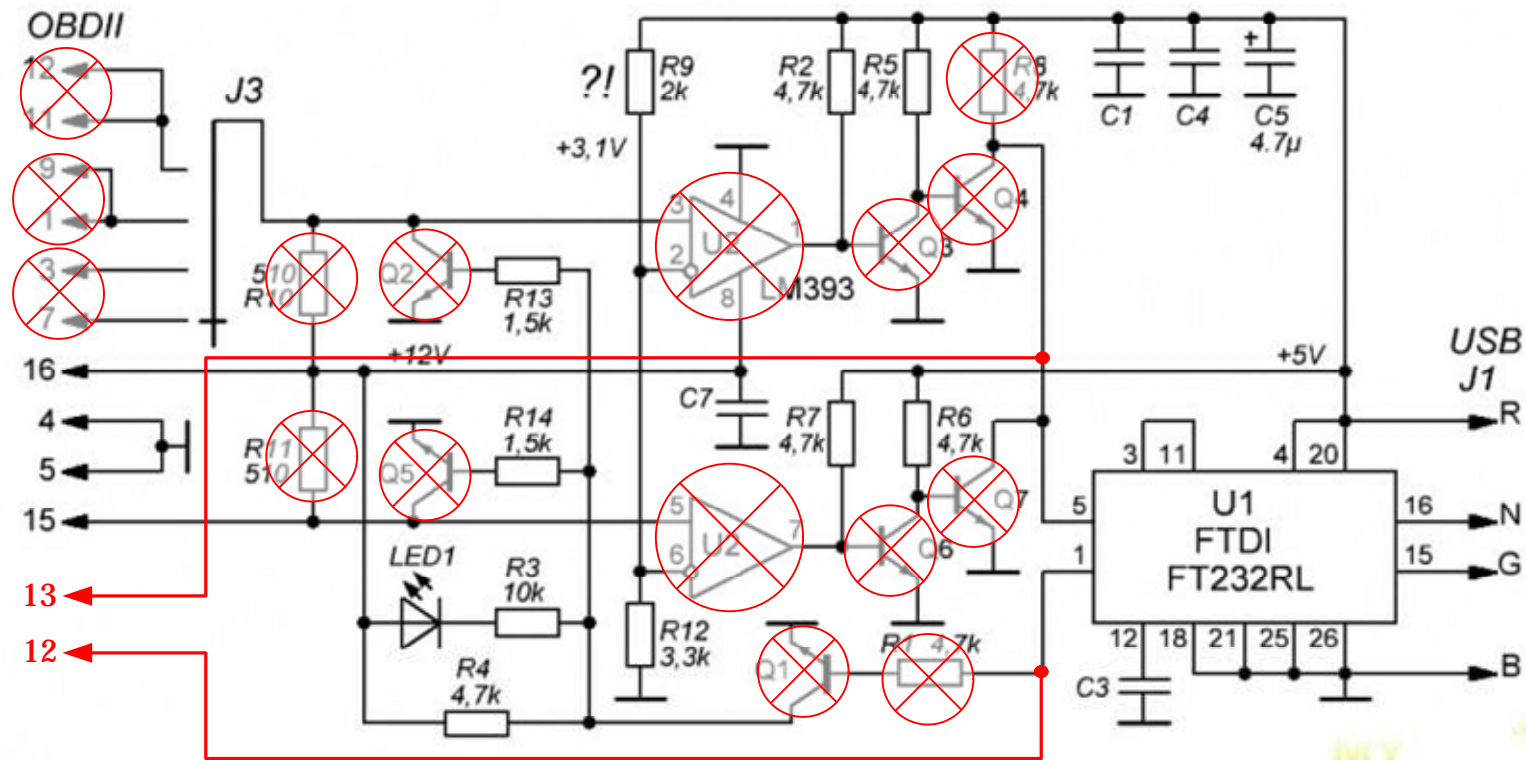 OBDII
12
11
9
1
3
7
16
4
5
15
13
12
J3
510
R10
Q2
R13
1,5k
+12V
R11
510
Q5
R14
1,5k
LED1
R3
10k
R4
4,7k
?!
R9
2k
+3,1V
3
2
4
8
1
U2
LM393
C7
5
6
7
U2
R12
3,3k
Q1
R1 4,7k
R2
4,7k
R5
4,7k
R8
4,7k
Q3
Q4
C1
C4
C5
+
4.7µ
+5V
R7
4,7k
R6
4,7k
Q6
Q7
USB
J1
R
N
G
B
3
11
4
20
5
1
16
15
12
18
21
25
26
U1
FTDI
FT232RL
C3